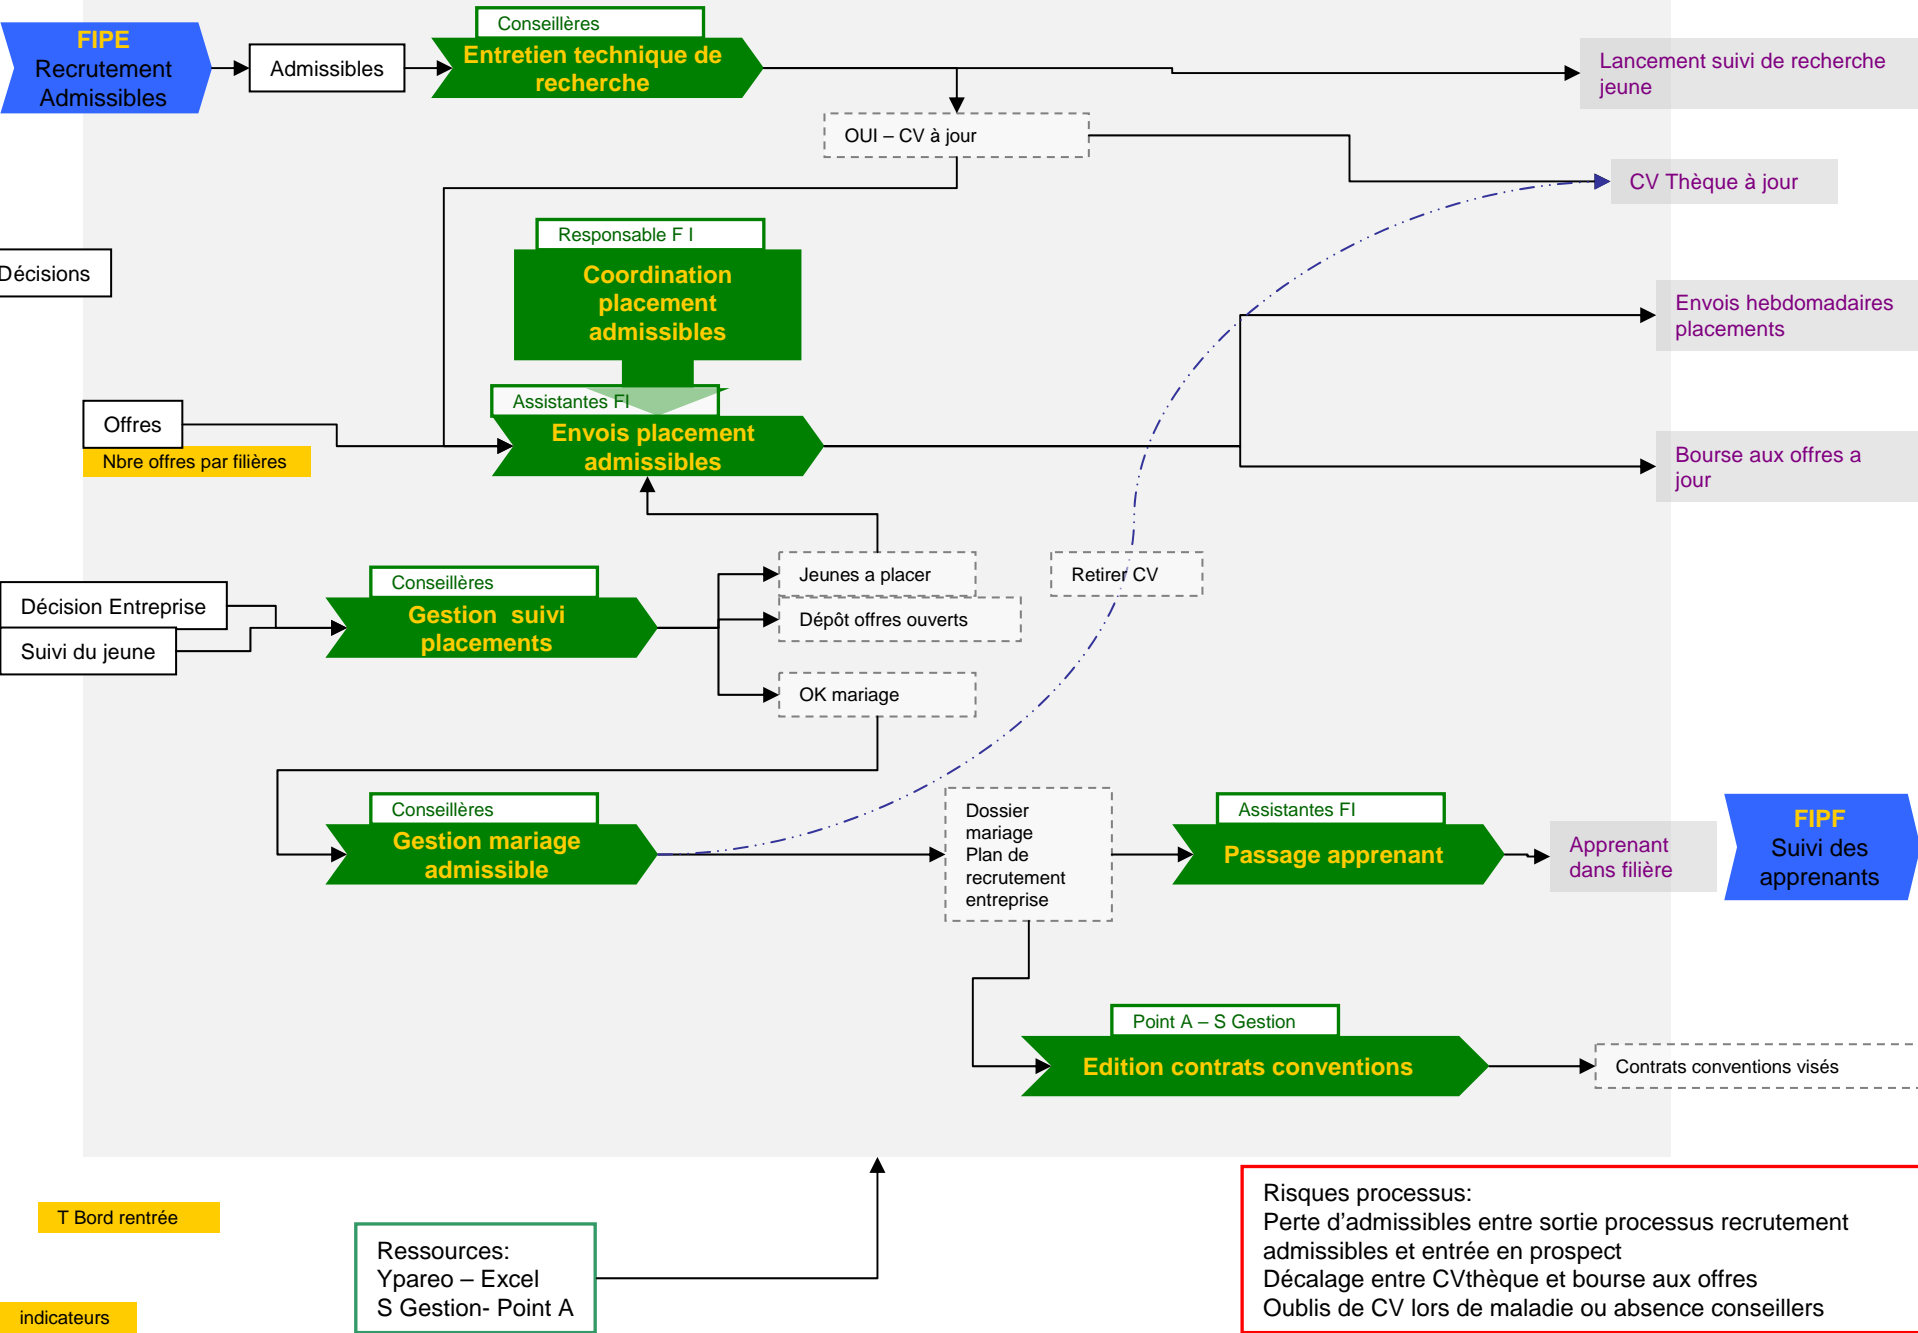 FIPE
Recrutement
Admissibles
Admissibles
Conseillères
Entretien technique de
recherche
Lancement suivi de recherche
jeune
OUI – CV à jour
CV Thèque à jour
Responsable F I
Coordination
placement
admissibles
Décisions
Envois hebdomadaires
placements
Offres
Nbre offres par filières
Assistantes FI
Envois placement
admissibles
Bourse aux offres a
jour
Décision Entreprise
Suivi du jeune
Conseillères
Gestion suivi
placements
Jeunes a placer
Dépôt offres ouverts
OK mariage
Retirer CV
Conseillères
Gestion mariage
admissible
Dossier
mariage
Plan de
recrutement
entreprise
Assistantes FI
Passage apprenant
Apprenant
dans filière
FIPF
Suivi des
apprenants
Point A – S Gestion
Edition contrats conventions
Contrats conventions visés
T Bord rentrée
indicateurs
Ressources:
Ypareo – Excel
S Gestion- Point A
Risques processus:
Perte d'admissibles entre sortie processus recrutement
admissibles et entrée en prospect
Décalage entre CVthèque et bourse aux offres
Oublis de CV lors de maladie ou absence conseillers